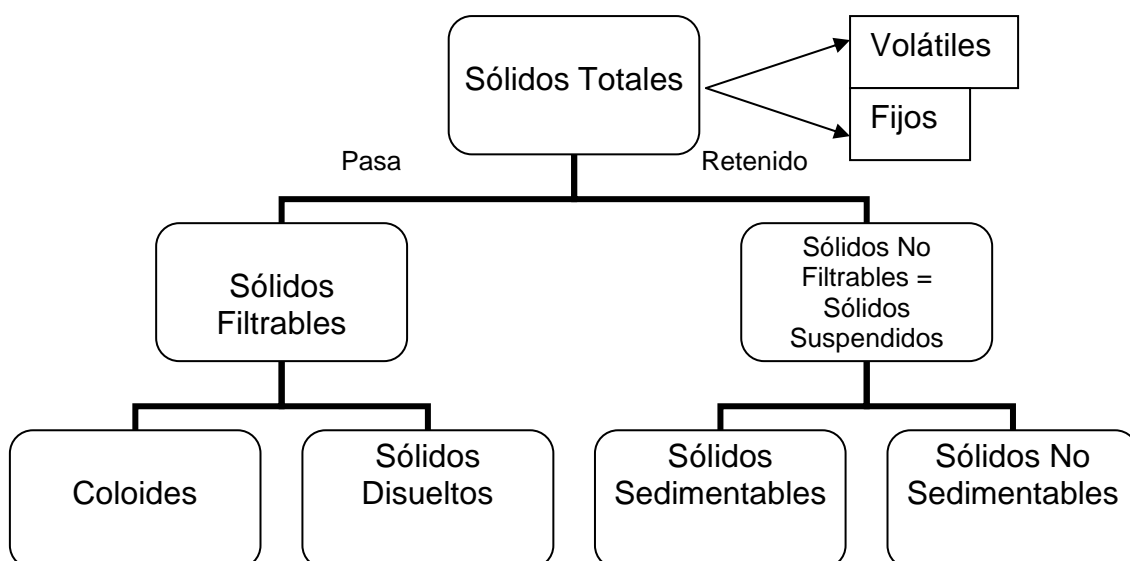 Sólidos Totales
Volátiles
Fijos
Pasa
Retenido
Sólidos
Filtrables
Sólidos No
Filtrables =
Sólidos
Suspendidos
Coloides
Sólidos
Disueltos
Sólidos
Sedimentables
Sólidos No
Sedimentables